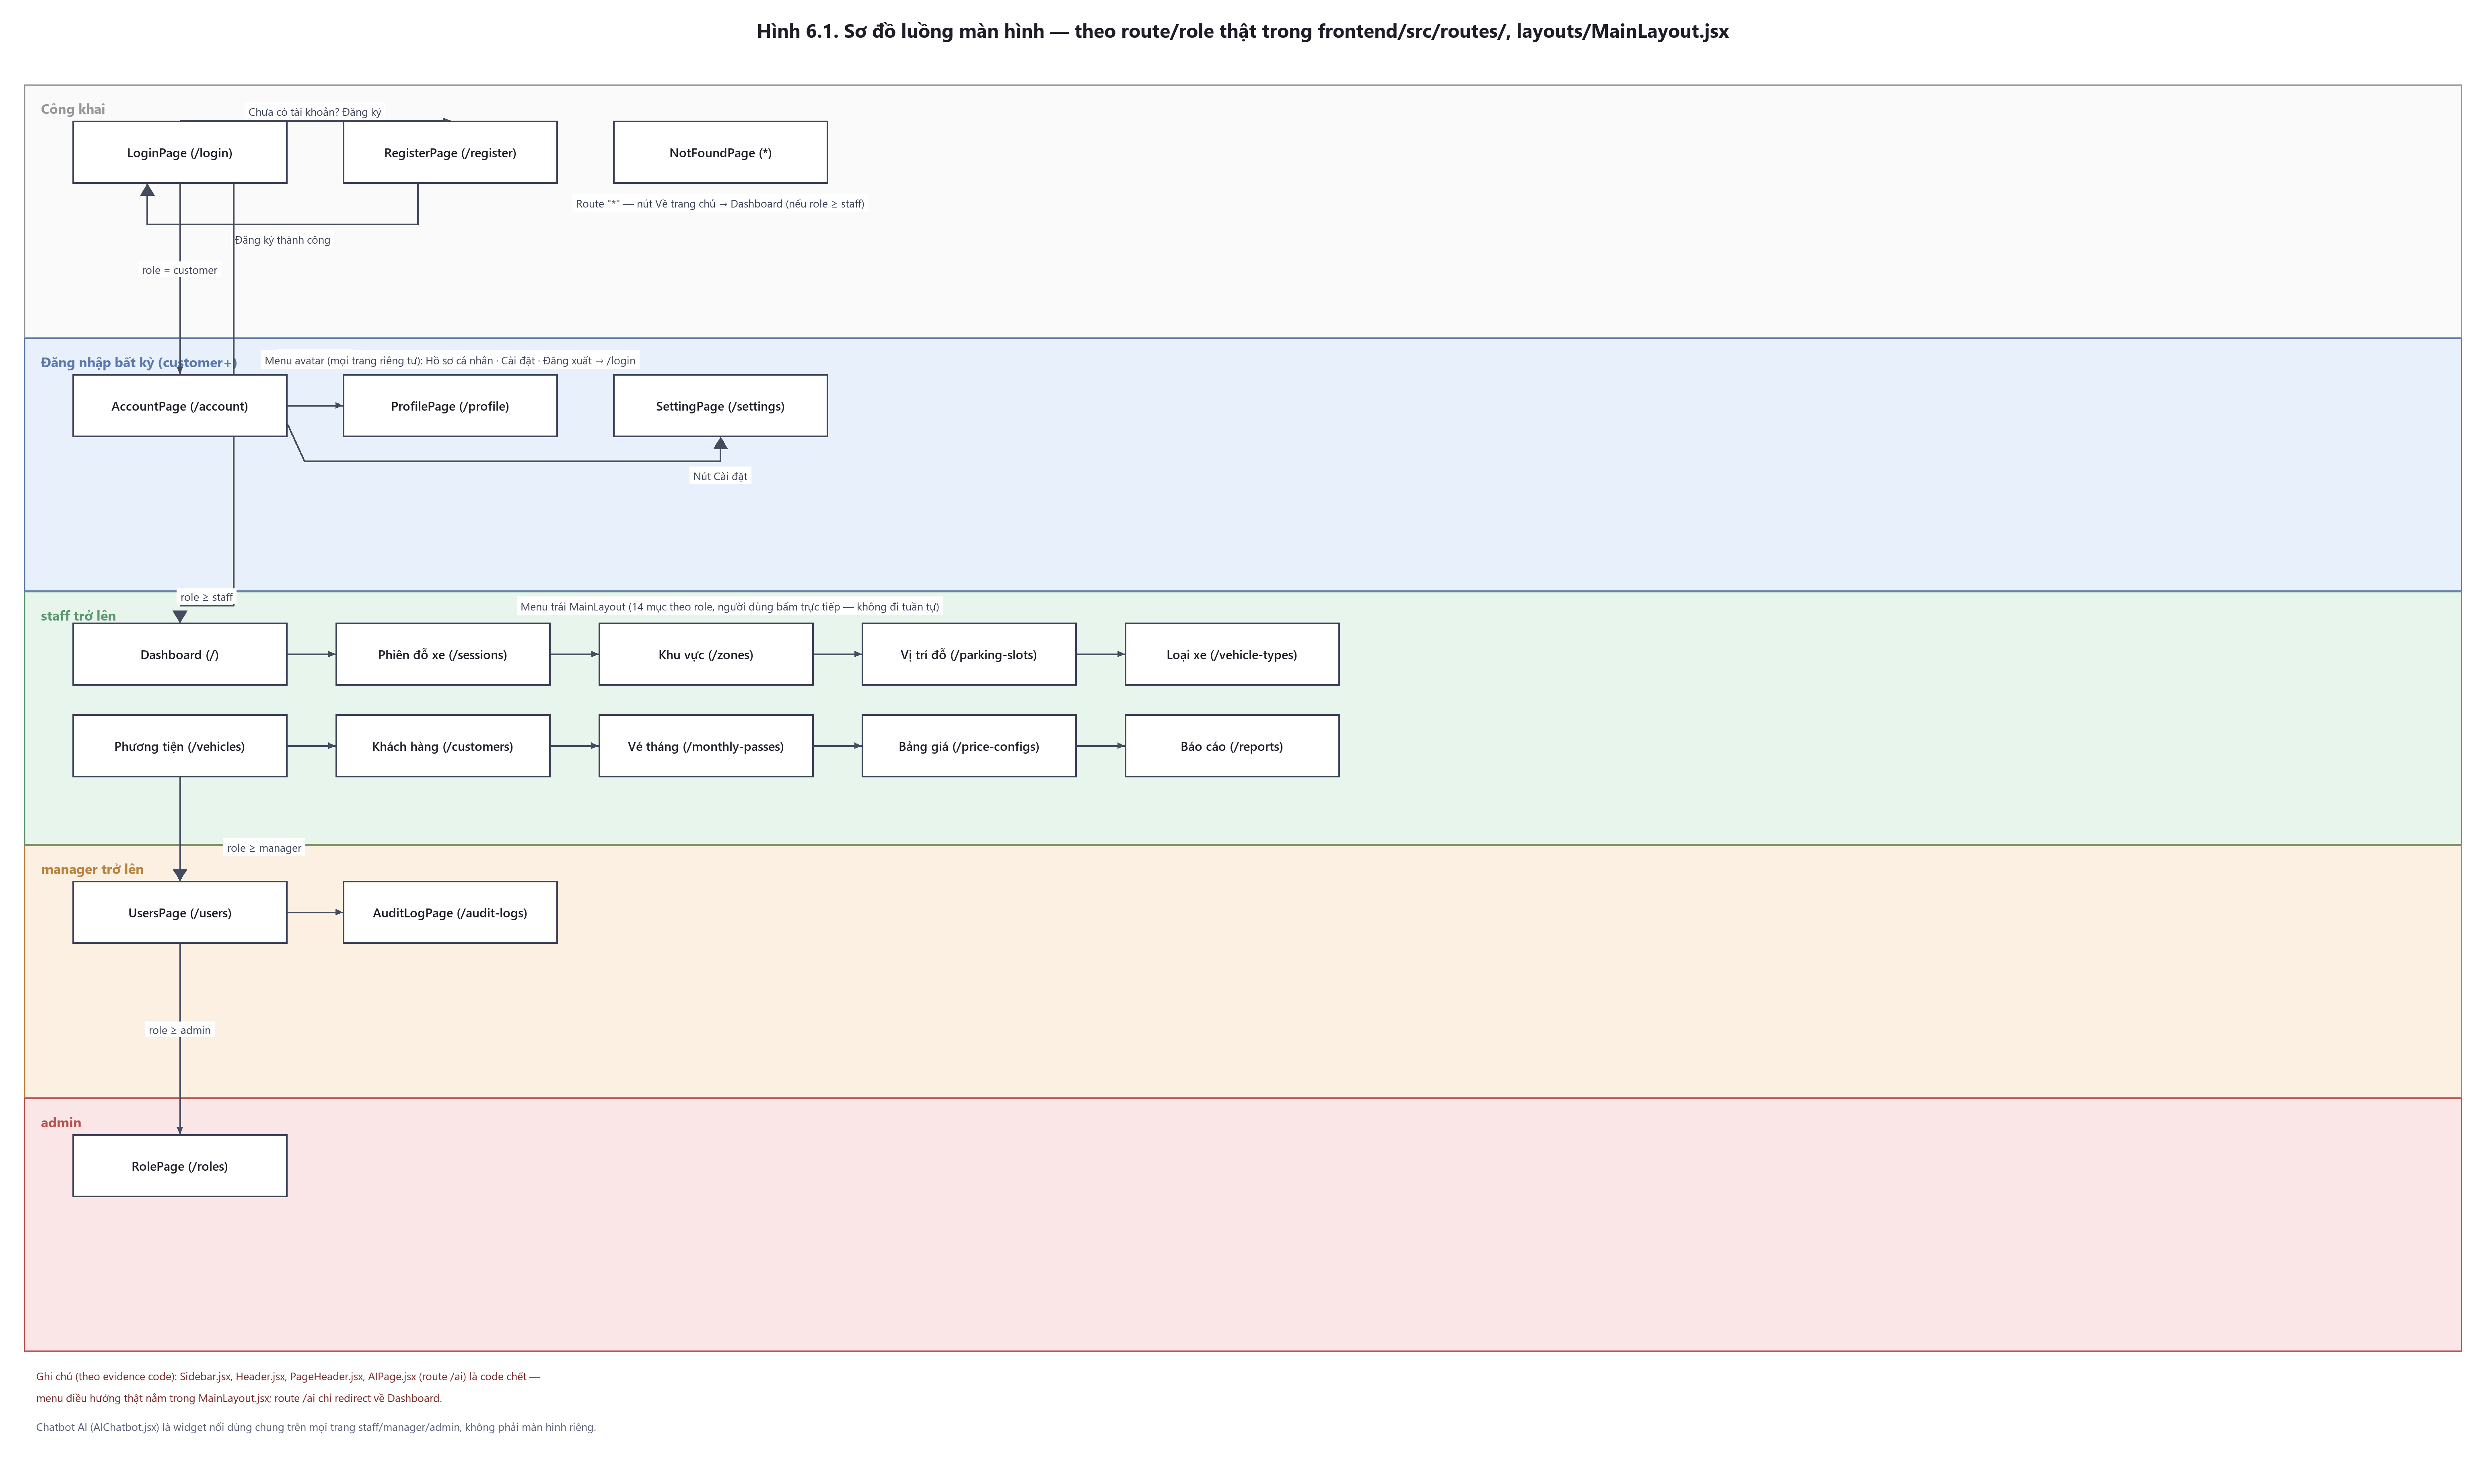 Hình 6.1. Sơ đồ luồng màn hình — theo route/role thật trong frontend/src/routes/, layouts/MainLayout.jsx
Công khai
Chưa có tài khoản? Đăng ký
LoginPage (/login)
RegisterPage (/register)
NotFoundPage (*)
Route "*" — nút Về trang chủ → Dashboard (nếu role ≥ staff)
Đăng ký thành công
role = customer
Đăng nhập bất kỳ (customer+)
Menu avatar (mọi trang riêng tư): Hồ sơ cá nhân · Cài đặt · Đăng xuất → /login
AccountPage (/account)
ProfilePage (/profile)
SettingPage (/settings)
Nút Cài đặt
role ≥ staff
staff trở lên
Menu trái MainLayout (14 mục theo role, người dùng bấm trực tiếp — không đi tuần tự)
Dashboard (/)
Phiên đỗ xe (/sessions)
Khu vực (/zones)
Vị trí đỗ (/parking-slots)
Loại xe (/vehicle-types)
Phương tiện (/vehicles)
Khách hàng (/customers)
Vé tháng (/monthly-passes)
Bảng giá (/price-configs)
Báo cáo (/reports)
role ≥ manager
manager trở lên
UsersPage (/users)
AuditLogPage (/audit-logs)
role ≥ admin
admin
RolePage (/roles)
Ghi chú (theo evidence code): Sidebar.jsx, Header.jsx, PageHeader.jsx, AIPage.jsx (route /ai) là code chết —
menu điều hướng thật nằm trong MainLayout.jsx; route /ai chỉ redirect về Dashboard.
Chatbot AI (AIChatbot.jsx) là widget nổi dùng chung trên mọi trang staff/manager/admin, không phải màn hình riêng.